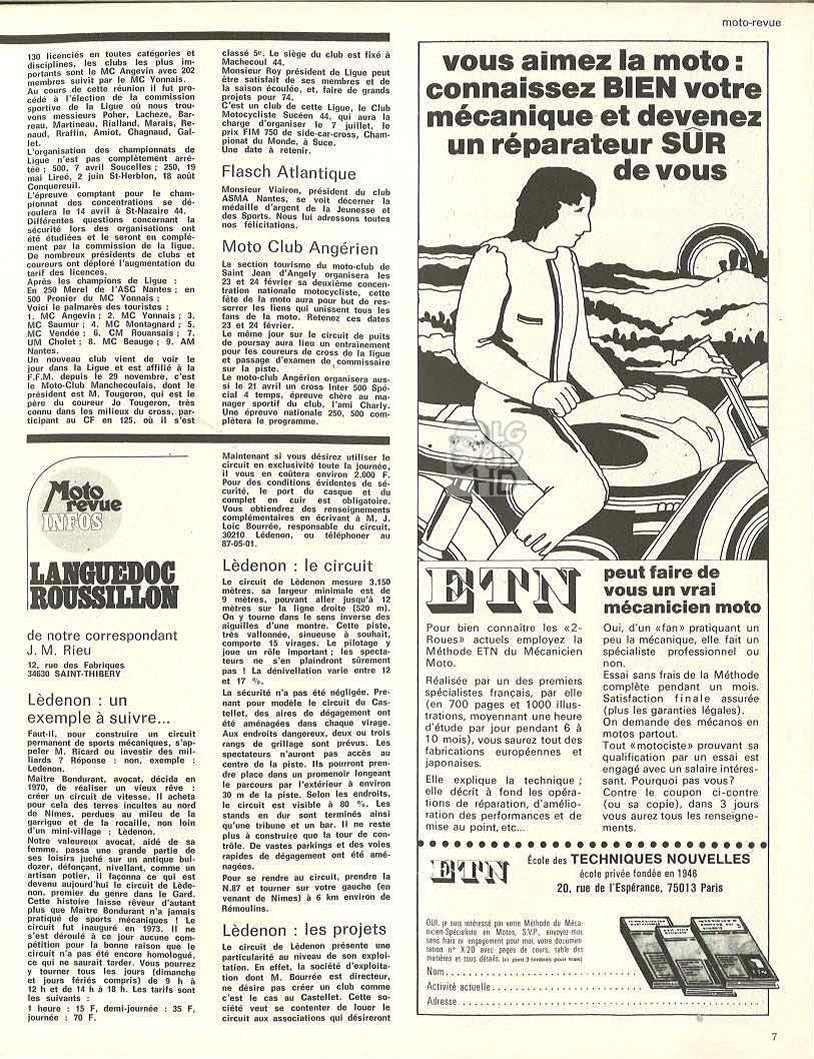 moto-revue
130 licenciés en toutes catégories et
disciplines, les clubs les plus im-
portants sont le MC Angevin avec 202
membres suivit par le MC Yonnais.
Au cours de cette réunion il fut pro-
cédé à l'élection de la commission
sportive de la Ligue où nous trou-
vons messieurs Poher, Lacheze, Bar-
reau, Martineau, Rialland, Marais, Re-
naud, Rraffin, Amiot, Chagnaud, Gal-
let.
L'organisation des championnats de
Ligue n'est pas complètement arrê-
tée ; 500, 7 avril Soucelles ; 250, 19
mai Lireé, 2 juin St-Herblon, 18 août
Conquereuil.
L'épreuve comptant pour le cham-
pionnat des concentrations se dé-
roulera le 14 avril à St-Nazaire 44.
Différentes questions concernant la
sécurité lors des organisations ont
été étudiées et le seront en complé-
ment par la commission de la ligue.
De nombreux présidents de clubs et
coureurs ont déploré l'augmentation du
tarif des licences.
Après les champions de Ligue :
En 250 Merel de l'ASC Nantes ; en
500 Pronier du MC Yonnais ;
Voici le palmarès des touristes :
1. MC Angevin ; 2. MC Yonnais ; 3.
MC Saumur ; 4. MC Montagnard ; 5.
MC Vendée ; 6. CM Rouansais ; 7.
UM Cholet ; 8. MC Beauge ; 9. AM
Nantes.
Un nouveau club vient de voir le
jour dans la Ligue et est affilié à la
F.F.M. depuis le 29 novembre, c'est
le Moto-Club Manchecoulais, dont le
président est M. Tougeron, qui est le
père du coureur Jo Tougeron, très
connu dans les milieux du cross, par-
ticipant au CF en 125, où il s'est
classé 5e. Le siège du club est fixé à
Machecoul 44.
Monsieur Roy président de Ligue peut
être satisfait de ses membres et de
la saison écoulée, et, faire de grands
projets pour 74.
C'est un club de cette Ligue, le Club
Motocycliste Sucéen 44, qui aura la
charge d'organiser le 7 juillet, le
prix FIM 750 de side-car-cross, Cham-
pionat du Monde, à Suce.
Une date à retenir.
Flasch Atlantique
Monsieur Viairon, président du club
ASMA Nantes, se voit décerner la
médaille d'argent de la Jeunesse et
des Sports. Nous lui adressons toutes
nos félicitations.
Moto Club Angérien
La section tourisme du moto-club de
Saint Jean d'Angely organisera les
23 et 24 février sa deuxième concen-
tration nationale motocycliste, cette
fête de la moto aura pour but de res-
serrer les liens qui unissent tous les
fans de la moto. Retenez ces dates
23 et 24 février.
Le même jour sur le circuit de puits
de poursay aura lieu un entraînement
pour les coureurs de cross de la ligue
et passage d'examen de commissaire
sur la piste.
Le moto-club Angérien organisera aus-
si le 21 avril un cross Inter 500 Spé-
cial 4 temps, épreuve chère au ma-
nager sportif du club, l'ami Charly.
Une épreuve nationale 250, 500 com-
plètera le programme.
Moto
revue
INFOS
LANGUEDOC
ROUSSILLON
de notre correspondant
J. M. Rieu
12, rue des Fabriques
34630 SAINT-THIBERY
Lèdenon : un
exemple à suivre...
Faut-il, pour construire un circuit
permanent de sports mécaniques, s'ap-
peler M. Ricard ou investir des mil-
liards ? Réponse : non, exemple :
Ledenon.
Maître Bondurant, avocat, décida en
1970, de réaliser un vieux rêve :
créer un circuit de vitesse. Il acheta
pour cela des terres incultes au nord
de Nîmes, perdues au mileu de la
garrigue et de la rocaille, non loin
d'un mini-village : Lèdenon.
Notre valeureux avocat, aidé de sa
femme, passa une grande partie de
ses loisirs juché sur un antique bul-
dozer, défonçant, nivellant, comme un
artisan potier, il façonna ce qui est
devenu aujourd'hui le circuit de Lède-
non, premier du genre dans le Gard.
Cette histoire laisse rêveur d'autant
plus que Maître Bondurant n'a jamais
pratiqué de sports mécaniques ! Le
circuit fut inauguré en 1973. Il ne
s'est déroulé à ce jour aucune com-
pétition pour la bonne raison que le
circuit n'a pas été encore homologué,
ce qui ne saurait tarder. Vous pourrez
y tourner tous les jours (dimanche
et jours fériés compris) de 9 h à
12 h et de 14 h à 18 h. Les tarifs sont
les suivants :
1 heure : 15 F, demi-journée : 35 F,
journée : 70 F.
Maintenant si vous désirez utiliser le
circuit en exclusivité toute la journée,
il vous en coûtera environ 2.000 F.
Pour des conditions évidentes de sé-
curité, le port du casque et du
complet en cuir est obligatoire.
Vous obtiendrez des renseignements
complémentaires en écrivant à M. J.
Loic Bourrée, responsable du circuit,
30210 Lédenon, ou téléphoner au
87-05-01.
Lèdenon : le circuit
Le circuit de Lèdenon mesure 3.150
mètres, sa largeur minimale est de
9 mètres, pouvant aller jusqu'à 12
mètres sur la ligne droite (520 m).
On y tourne dans le sens inverse des
aiguilles d'une montre. Cette piste,
très vallonnée, sinueuse à souhait,
comporte 15 virages. Le pilotage y
joue un rôle important ; les specta-
teurs ne s'en plaindront sûrement
pas ! La dénivellation varie entre 12
et 17 %.
La sécurité n'a pas été négligée. Pre-
nant pour modèle le circuit du Cas-
tellet, des aires de dégagement ont
été aménagées dans chaque virage.
Aux endroits dangereux, deux ou trois
rangs de grillage sont prévus. Les
spectateurs n'auront pas accès au
centre de la piste. Ils pourront pren-
dre place dans un promenoir longeant
le parcours par l'extérieur à environ
30 m de la piste. Selon les endroits,
le circuit est visible à 80 %. Les
stands en dur sont terminés ainsi
qu'une tribune et un bar. Il ne reste
plus à construire que la tour de con-
trôle. De vastes parkings et des voies
rapides de dégagement ont été amé-
nagées.
Pour se rendre au circuit, prendre la
N.87 et tourner sur votre gauche (en
venant de Nimes) à 6 km environ de
Rémoulins.
Lèdenon : les projets
Le circuit de Lèdenon présente une
particularité au niveau de son exploi-
tation. En effet, la société d'exploita-
tion dont M. Bourrée est directeur,
ne désire pas créer un club comme
c'est le cas au Castellet. Cette so-
ciété veut se contenter de louer le
circuit aux associations qui désireront
vous aimez la moto :
connaissez BIEN votre
mécanique et devenez
un réparateur SÛR
de vous
ETN
peut faire de
vous un vrai
mécanicien moto
Pour bien connaître les «2-
Roues» actuels employez la
Méthode ETN du Mécanicien
Moto.
Réalisée par un des premiers
spécialistes français, par elle
(en 700 pages et 1000 illus-
trations, moyennant une heure
d'étude par jour pendant 6 à
10 mois), vous saurez tout des
fabrications européennes et
japonaises.
Elle explique la technique ;
elle décrit à fond les opéra-
tions de réparation, d'amélio-
ration des performances et de
mise au point, etc...
Oui, d'un «fan» pratiquant un
peu la mécanique, elle fait un
spécialiste professionnel ou
non.
Essai sans frais de la Méthode
complète pendant un mois.
Satisfaction finale assurée
(plus les garanties légales).
On demande des mécanos en
motos partout.
Tout «motociste» prouvant sa
qualification par un essai est
engagé avec un salaire intéres-
sant. Pourquoi pas vous?
Contre le coupon ci-contre
(ou sa copie), dans 3 jours
vous aurez tous les renseigne-
ments.
ETN
École des TECHNIQUES NOUVELLES
école privée fondée en 1946
20, rue de l'Espérance, 75013 Paris
OUI, je suis intéressé par votre Méthode du Méca-
nicien-Spécialiste en Motos, S.V.P., envoyez-moi,
sans frais ni engagement pour moi, votre documen-
tation n° X 20 avec pages de cours, table des
matières et tous détails. (ci joint 3 timbres pour frais)
Nom
Activité actuelle
Adresse
ETN
7